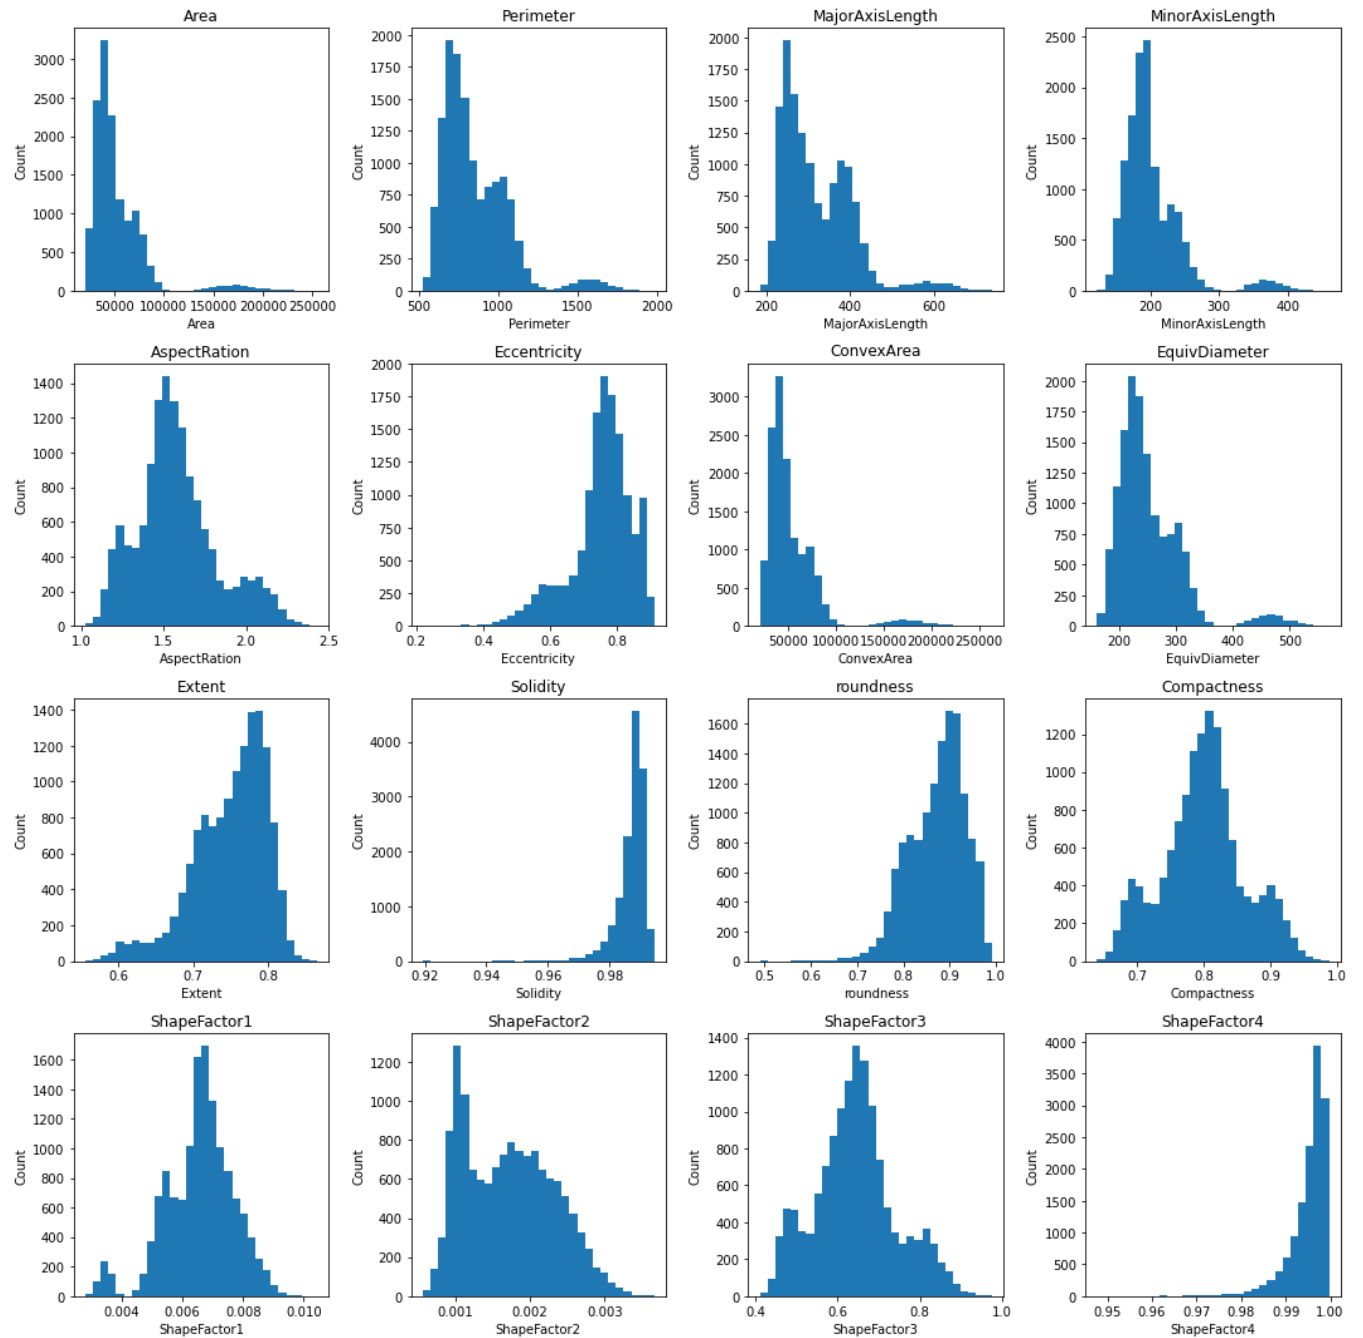 Area
Perimeter
MajorAxisLength
MinorAxisLength
3000
2500
2000
1500
1000
500
0
Count
50000 100000 150000 200000 250000
Area
2000
1750
1500
1250
1000
750
500
250
0
Count
500 1000 1500 2000
Perimeter
2000
1750
1500
1250
1000
750
500
250
0
Count
200 400 600
MajorAxisLength
2500
2000
1500
1000
500
0
Count
200 300 400
MinorAxisLength
AspectRation
Eccentricity
ConvexArea
EquivDiameter
1400
1200
1000
800
600
400
200
0
Count
1.0 1.5 2.0 2.5
AspectRation
2000
1750
1500
1250
1000
750
500
250
0
Count
0.2 0.4 0.6 0.8
Eccentricity
3000
2500
2000
1500
1000
500
0
Count
50000 100000 150000 200000 250000
ConvexArea
2000
1750
1500
1250
1000
750
500
250
0
Count
200 300 400 500
EquivDiameter
Extent
Solidity
roundness
Compactness
1400
1200
1000
800
600
400
200
0
Count
0.6 0.7 0.8
Extent
4000
3000
2000
1000
0
Count
0.92 0.94 0.96 0.98
Solidity
1600
1400
1200
1000
800
600
400
200
0
Count
0.5 0.6 0.7 0.8 0.9 1.0
roundness
1200
1000
800
600
400
200
0
Count
0.7 0.8 0.9 1.0
Compactness
ShapeFactor1
ShapeFactor2
ShapeFactor3
ShapeFactor4
1600
1400
1200
1000
800
600
400
200
0
Count
0.004 0.006 0.008 0.010
ShapeFactor1
1200
1000
800
600
400
200
0
Count
0.001 0.002 0.003
ShapeFactor2
1400
1200
1000
800
600
400
200
0
Count
0.4 0.6 0.8 1.0
ShapeFactor3
4000
3500
3000
2500
2000
1500
1000
500
0
Count
0.95 0.96 0.97 0.98 0.99 1.00
ShapeFactor4